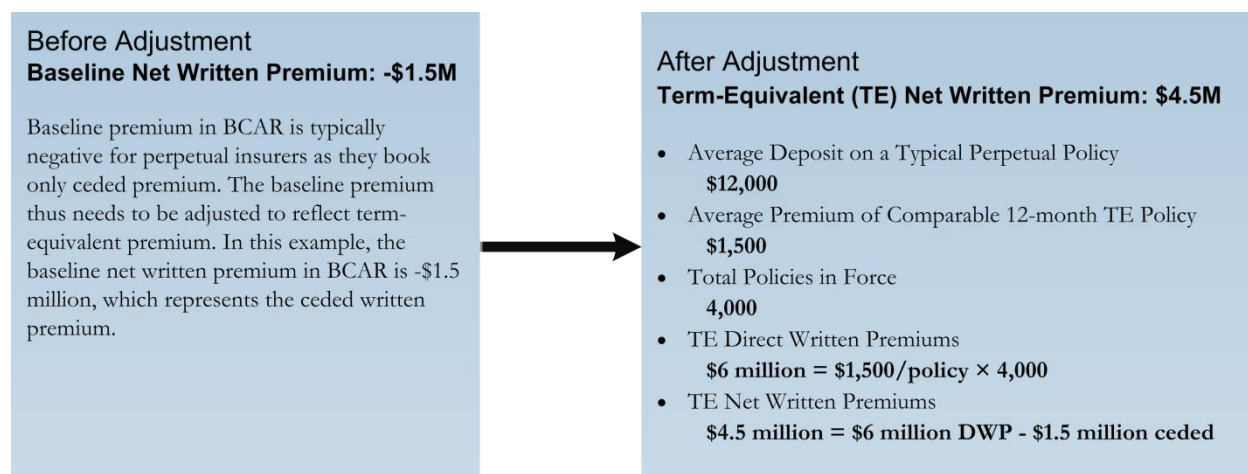 Before Adjustment
Baseline Net Written Premium: -$1.5M
Baseline premium in BCAR is typically
negative for perpetual insurers as they book
only ceded premium. The baseline premium
thus needs to be adjusted to reflect term-
equivalent premium. In this example, the
baseline net written premium in BCAR is -$1.5
million, which represents the ceded written
premium.
After Adjustment
Term-Equivalent (TE) Net Written Premium: $4.5M
• Average Deposit on a Typical Perpetual Policy
$12,000
• Average Premium of Comparable 12-month TE Policy
$1,500
• Total Policies in Force
4,000
• TE Direct Written Premiums
$6 million = $1,500/policy × 4,000
• TE Net Written Premiums
$4.5 million = $6 million DWP - $1.5 million ceded